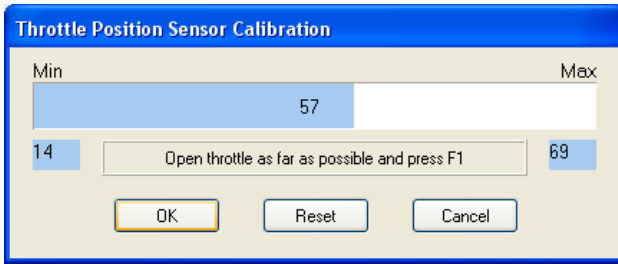 Throttle Position Sensor Calibration
Min Max
57
14 Open throttle as far as possible and press F1 69
OK Reset Cancel